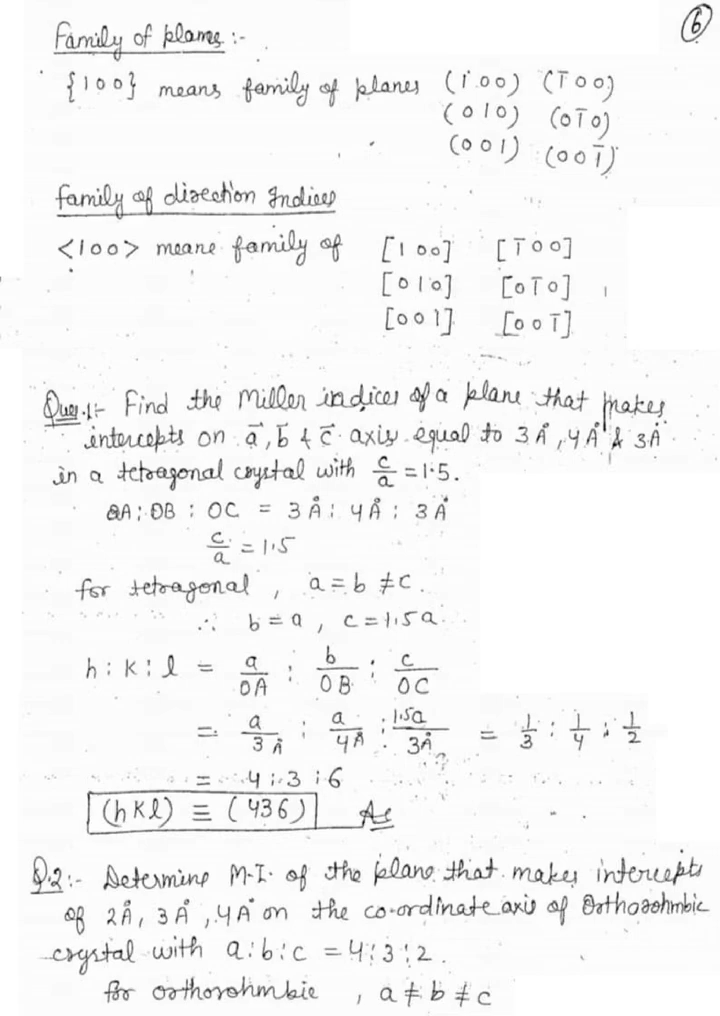 6
Family of planes :-
{100} means family of planes (100) (1̄00)
(010) (01̄0)
(001) (001̄)
family of direction Indices
<100> means family of [100] [1̄00]
[010] [01̄0]
[001] [001̄]
Ques.1:- Find the Miller indices of a plane that makes
intercepts on a⃗, b⃗ & c⃗ axis equal to 3Å, 4Å & 3Å
in a tetragonal crystal with c/a = 1.5.
OA : OB : OC = 3Å : 4Å : 3Å
c/a = 1.5
for tetragonal, a = b ≠ c.
∴ b = a, c = 1.5a.
h : k : l = a/OA : b/OB : c/OC
= a/3Å : a/4Å : 1.5a/3Å = 1/3 : 1/4 : 1/2
= 4 : 3 : 6
(hkl) ≡ (436) As
Q.2:- Determine M.I. of the plane that makes intercepts
of 2Å, 3Å, 4Å on the co-ordinate axis of Orthorohmbic
crystal with a:b:c = 4:3:2.
for orthorohmbic, a ≠ b ≠ c